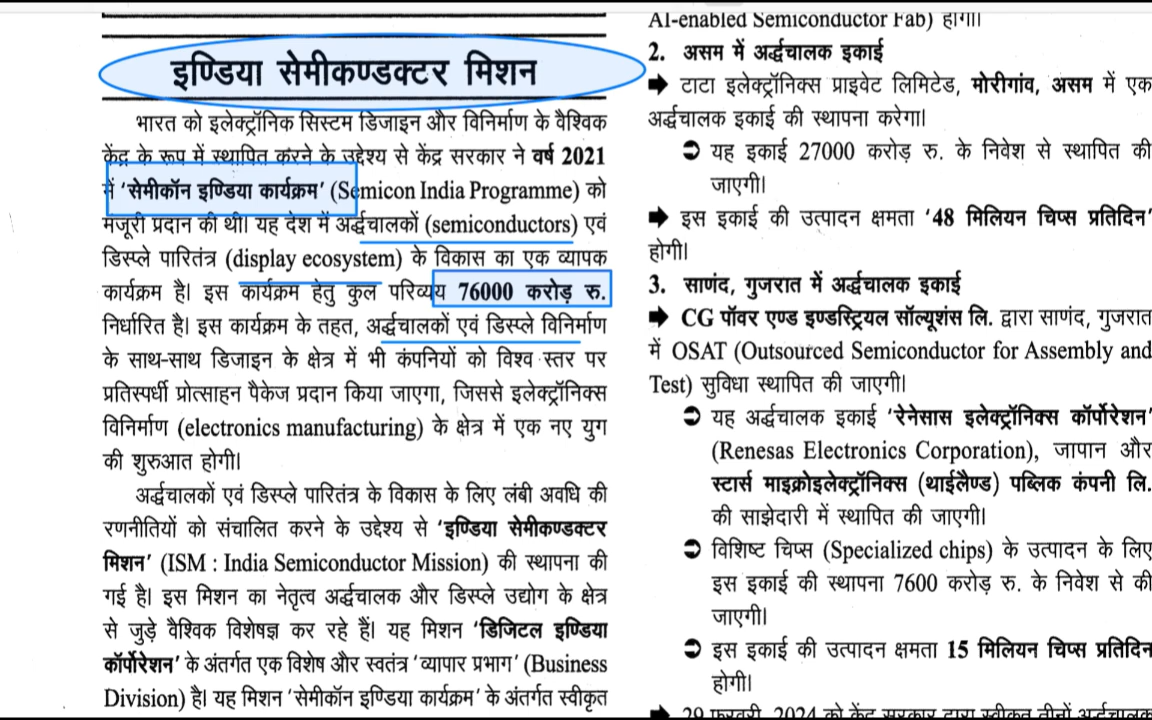 इण्डिया सेमीकण्डक्टर मिशन
भारत को इलेक्ट्रॉनिक सिस्टम डिजाइन और विनिर्माण के वैश्विक
केंद्र के रूप में स्थापित करने के उद्देश्य से केंद्र सरकार ने वर्ष 2021
में ‘सेमीकॉन इण्डिया कार्यक्रम’ (Semicon India Programme) को
मंजूरी प्रदान की थी। यह देश में अर्द्धचालकों (semiconductors) एवं
डिस्प्ले पारितंत्र (display ecosystem) के विकास का एक व्यापक
कार्यक्रम है। इस कार्यक्रम हेतु कुल परिव्यय 76000 करोड़ रु.
निर्धारित है। इस कार्यक्रम के तहत, अर्द्धचालकों एवं डिस्प्ले विनिर्माण
के साथ-साथ डिजाइन के क्षेत्र में भी कंपनियों को विश्व स्तर पर
प्रतिस्पर्धी प्रोत्साहन पैकेज प्रदान किया जाएगा, जिससे इलेक्ट्रॉनिक्स
विनिर्माण (electronics manufacturing) के क्षेत्र में एक नए युग
की शुरुआत होगी।
अर्द्धचालकों एवं डिस्प्ले पारितंत्र के विकास के लिए लंबी अवधि की
रणनीतियों को संचालित करने के उद्देश्य से ‘इण्डिया सेमीकण्डक्टर
मिशन’ (ISM : India Semiconductor Mission) की स्थापना की
गई है। इस मिशन का नेतृत्व अर्द्धचालक और डिस्प्ले उद्योग के क्षेत्र
से जुड़े वैश्विक विशेषज्ञ कर रहे हैं। यह मिशन ‘डिजिटल इण्डिया
कॉर्पोरेशन’ के अंतर्गत एक विशेष और स्वतंत्र ‘व्यापार प्रभाग’ (Business
Division) है। यह मिशन ‘सेमीकॉन इण्डिया कार्यक्रम’ के अंतर्गत स्वीकृत
AI-enabled Semiconductor Fab) होगी।
2. असम में अर्द्धचालक इकाई
➡ टाटा इलेक्ट्रॉनिक्स प्राइवेट लिमिटेड, मोरीगांव, असम में एक
अर्द्धचालक इकाई की स्थापना करेगा।
➲ यह इकाई 27000 करोड़ रु. के निवेश से स्थापित की
जाएगी।
➡ इस इकाई की उत्पादन क्षमता ‘48 मिलियन चिप्स प्रतिदिन’
होगी।
3. साणंद, गुजरात में अर्द्धचालक इकाई
➡ CG पॉवर एण्ड इण्डस्ट्रियल सॉल्यूशंस लि. द्वारा साणंद, गुजरात
में OSAT (Outsourced Semiconductor for Assembly and
Test) सुविधा स्थापित की जाएगी।
➲ यह अर्द्धचालक इकाई ‘रेनेसास इलेक्ट्रॉनिक्स कॉर्पोरेशन’
(Renesas Electronics Corporation), जापान और
स्टार्स माइक्रोइलेक्ट्रॉनिक्स (थाईलैण्ड) पब्लिक कंपनी लि.
की साझेदारी में स्थापित की जाएगी।
➲ विशिष्ट चिप्स (Specialized chips) के उत्पादन के लिए
इस इकाई की स्थापना 7600 करोड़ रु. के निवेश से की
जाएगी।
➲ इस इकाई की उत्पादन क्षमता 15 मिलियन चिप्स प्रतिदिन
होगी।
➡ 29 फरवरी, 2024 को केंद्र सरकार द्वारा स्वीकृत तीनों अर्द्धचालक